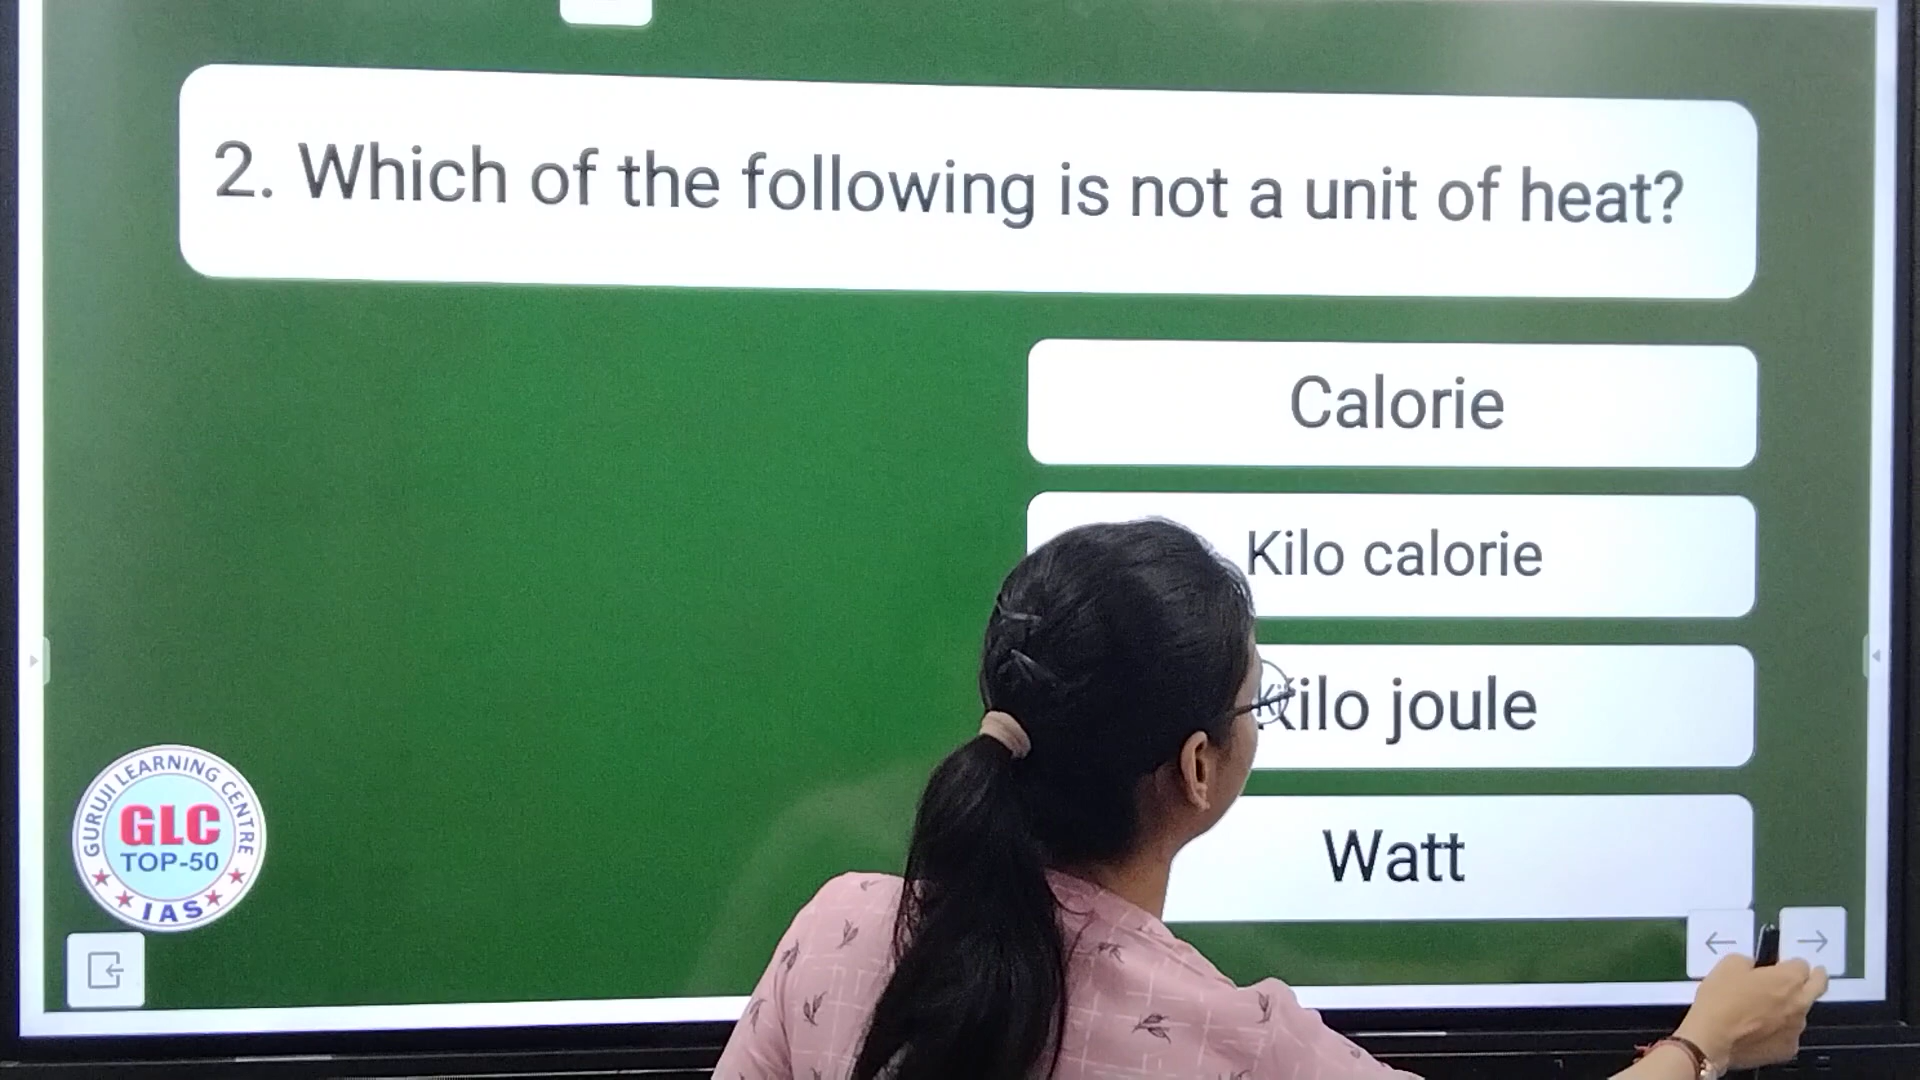 2. Which of the following is not a unit of heat?
Calorie
Kilo calorie
Kilo joule
Watt
GURUJI LEARNING CENTRE
GLC
TOP-50
IAS